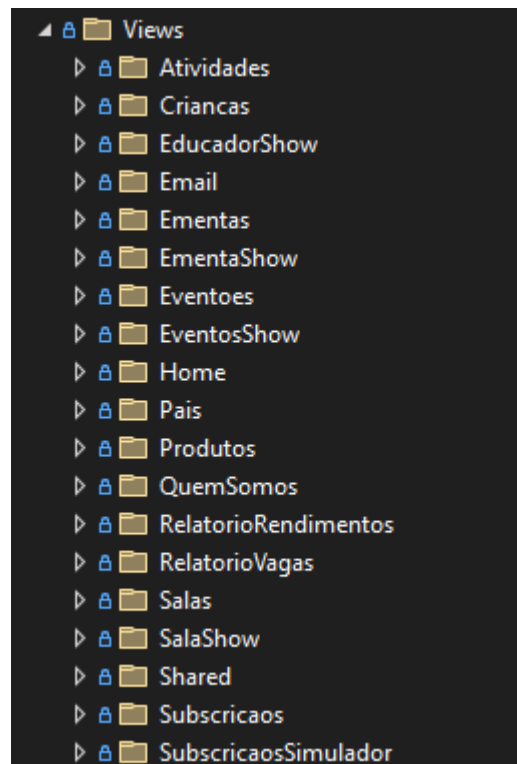 Views
Atividades
Criancas
EducadorShow
Email
Ementas
EmentaShow
Eventoes
EventosShow
Home
Pais
Produtos
QuemSomos
RelatorioRendimentos
RelatorioVagas
Salas
SalaShow
Shared
Subscricaos
SubscricaosSimulador